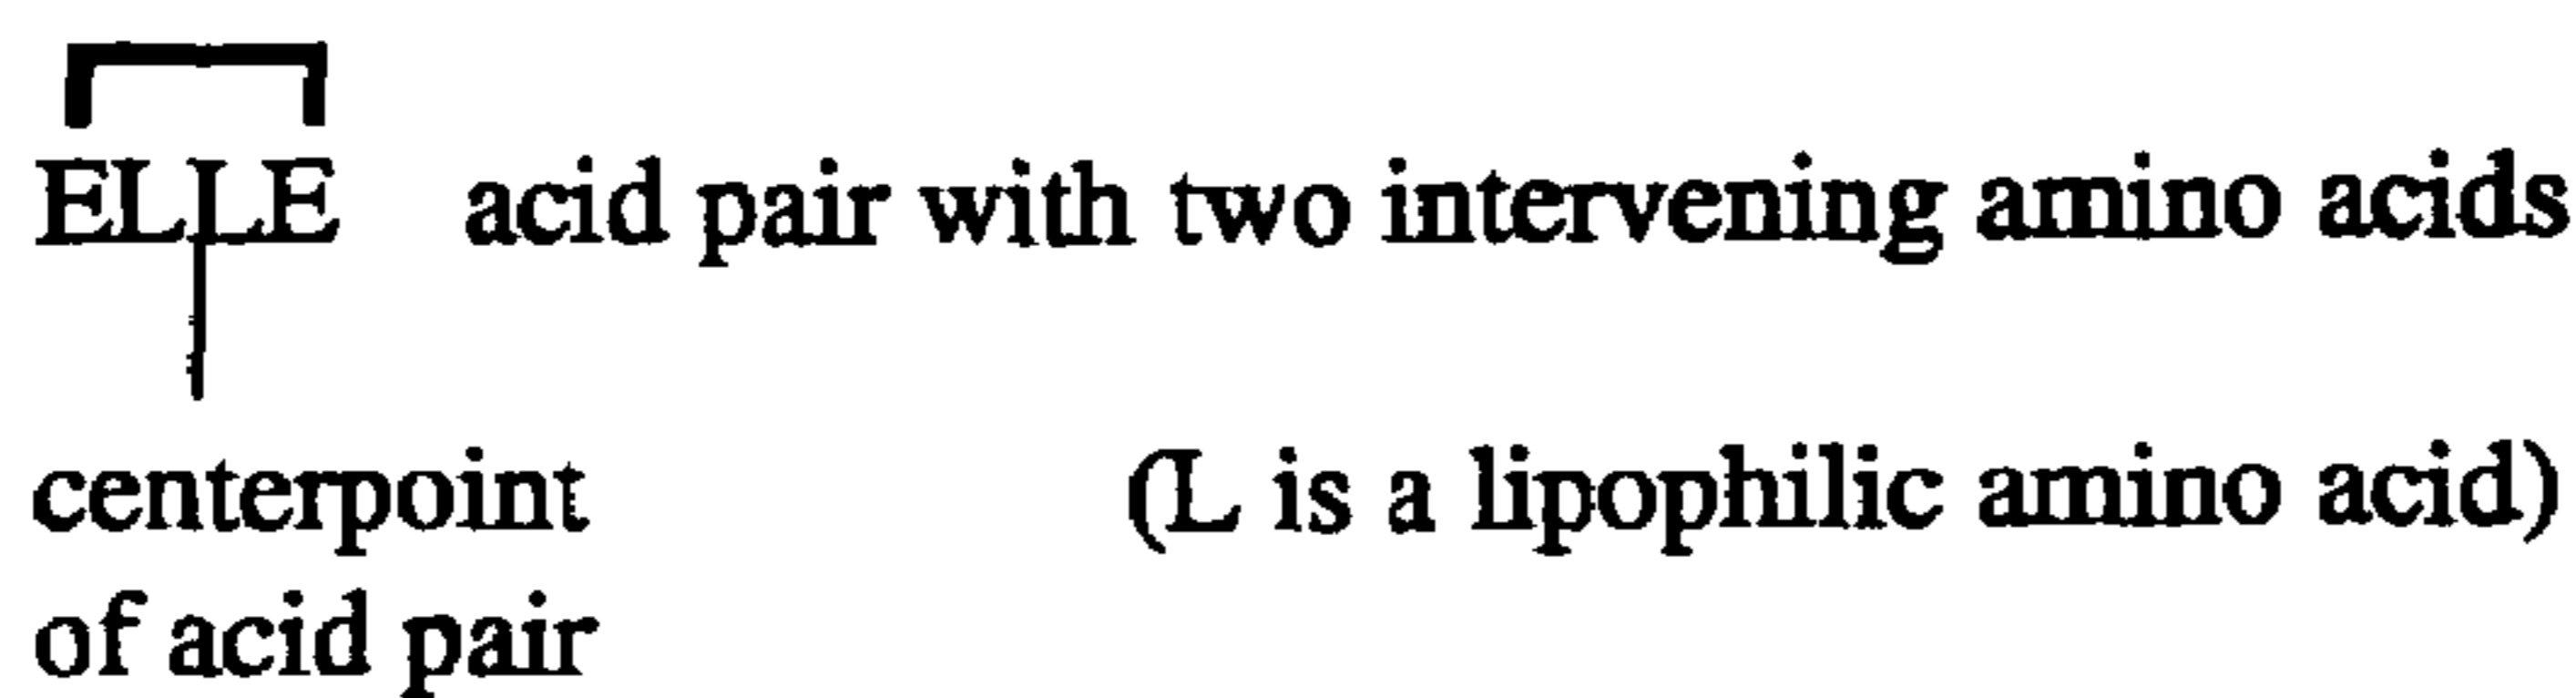 ELLE acid pair with two intervening amino acids
centerpoint (L is a lipophilic amino acid)
of acid pair